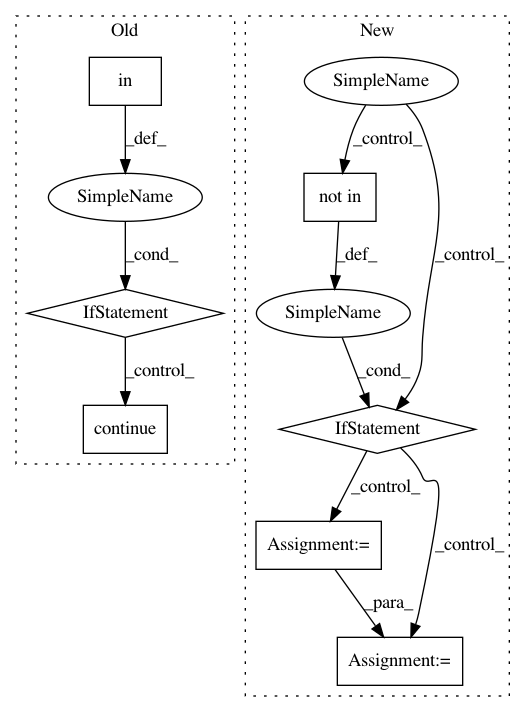 Old
in
_def_
SimpleName
_cond_
IfStatement
_control_
continue
New
SimpleName
_control_
not in
_control_
_def_
SimpleName
_cond_
IfStatement
_control_
_control_
Assignment:=
_para_
Assignment:=